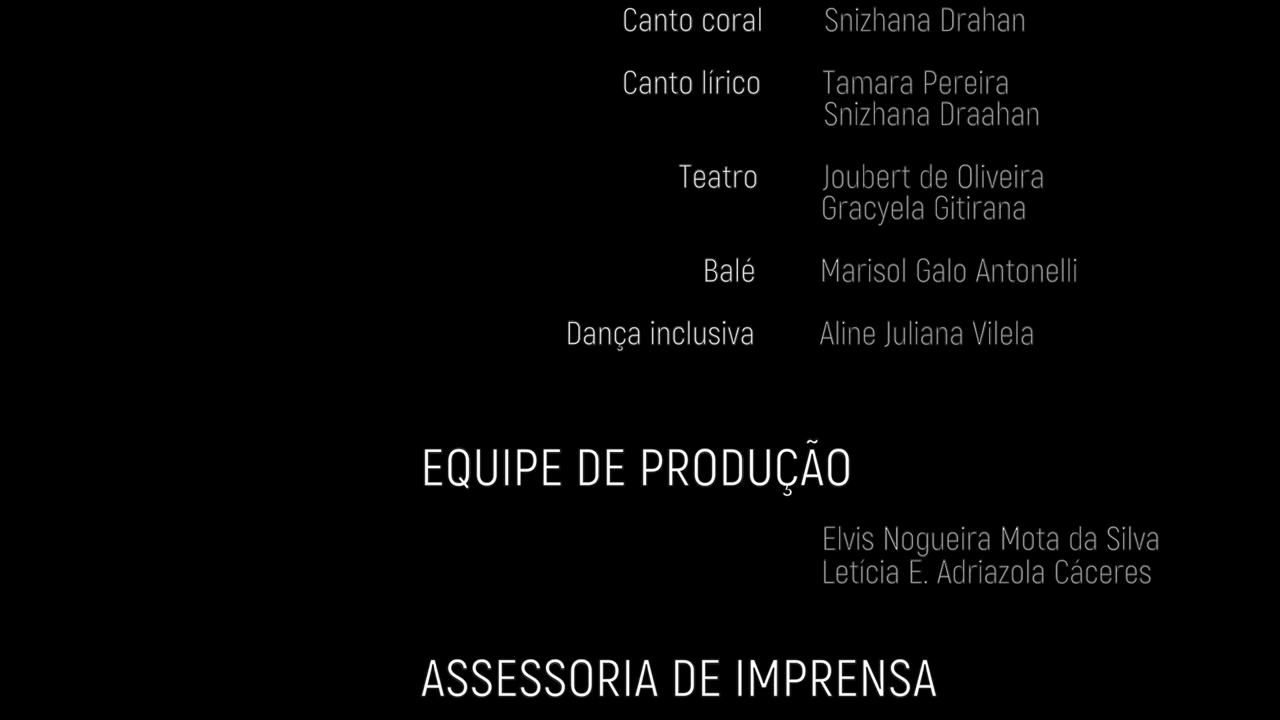 Canto coral Snizhana Drahan
Canto lírico Tamara Pereira
Snizhana Draahan
Teatro Joubert de Oliveira
Gracyela Gitirana
Balé Marisol Galo Antonelli
Dança inclusiva Aline Juliana Vilela
EQUIPE DE PRODUÇÃO
Elvis Nogueira Mota da Silva
Letícia E. Adriazola Cáceres
ASSESSORIA DE IMPRENSA